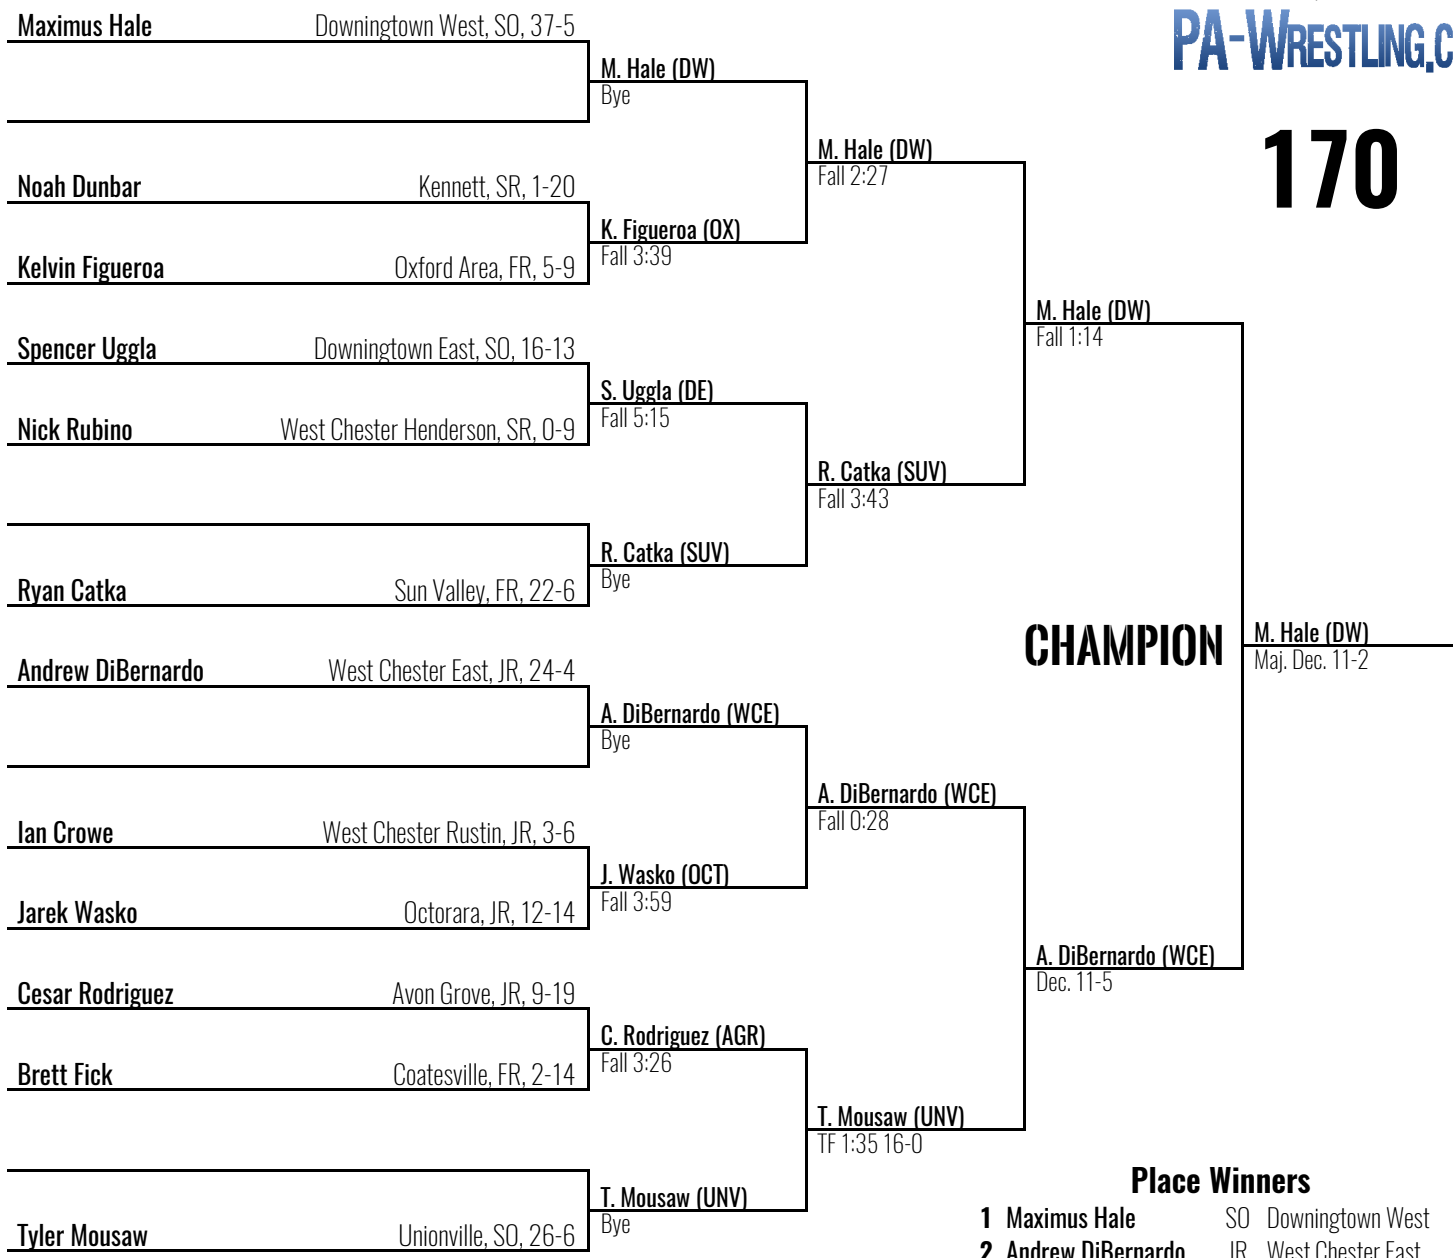 PA-WRESTLING.C
170
Maximus Hale Downingtown West, SO, 37-5
M. Hale (DW)
Bye
M. Hale (DW)
Fall 2:27
Noah Dunbar Kennett, SR, 1-20
K. Figueroa (OX)
Fall 3:39
Kelvin Figueroa Oxford Area, FR, 5-9
M. Hale (DW)
Fall 1:14
Spencer Uggla Downingtown East, SO, 16-13
S. Uggla (DE)
Fall 5:15
Nick Rubino West Chester Henderson, SR, 0-9
R. Catka (SUV)
Fall 3:43
R. Catka (SUV)
Bye
Ryan Catka Sun Valley, FR, 22-6
CHAMPION
M. Hale (DW)
Maj. Dec. 11-2
Andrew DiBernardo West Chester East, JR, 24-4
A. DiBernardo (WCE)
Bye
A. DiBernardo (WCE)
Fall 0:28
Ian Crowe West Chester Rustin, JR, 3-6
J. Wasko (OCT)
Fall 3:59
Jarek Wasko Octorara, JR, 12-14
A. DiBernardo (WCE)
Dec. 11-5
Cesar Rodriguez Avon Grove, JR, 9-19
C. Rodriguez (AGR)
Fall 3:26
Brett Fick Coatesville, FR, 2-14
T. Mousaw (UNV)
TF 1:35 16-0
T. Mousaw (UNV)
Bye
Tyler Mousaw Unionville, SO, 26-6
Place Winners
1 Maximus Hale SO Downingtown West
2 Andrew DiBernardo JR West Chester East